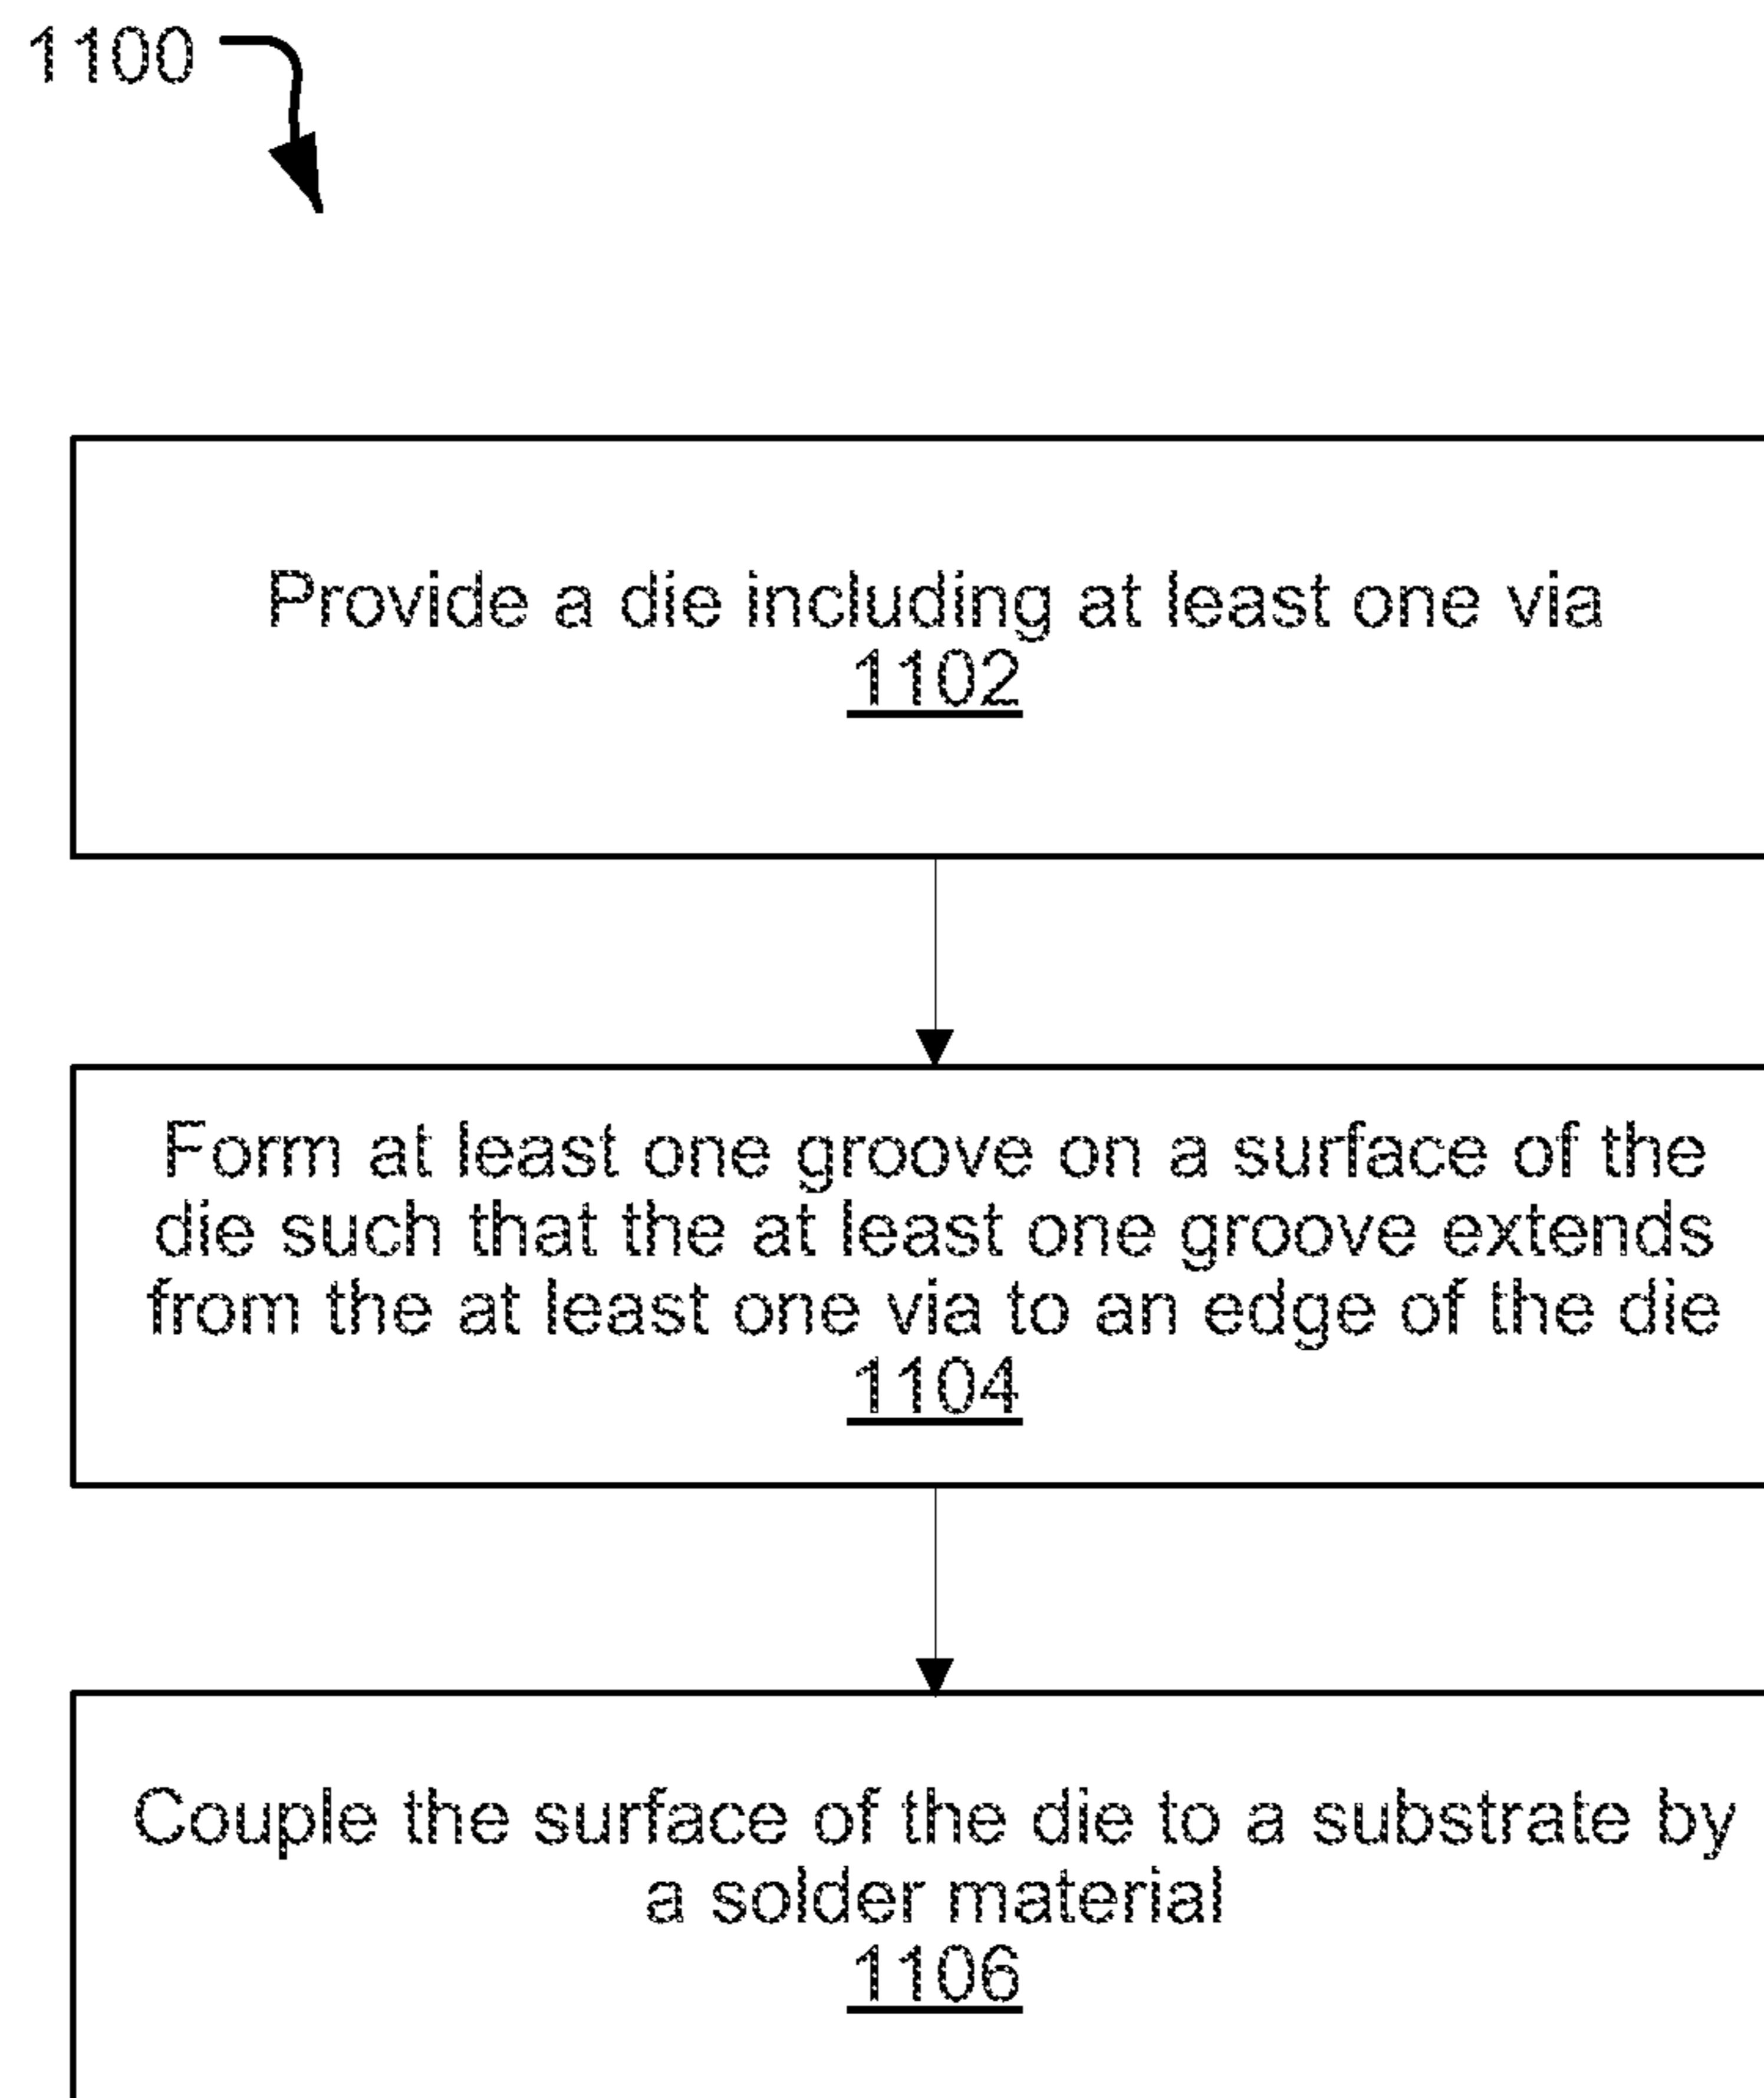 1100
Provide a die including at least one via
1102
Form at least one groove on a surface of the
die such that the at least one groove extends
from the at least one via to an edge of the die
1104
Couple the surface of the die to a substrate by
a solder material
1106